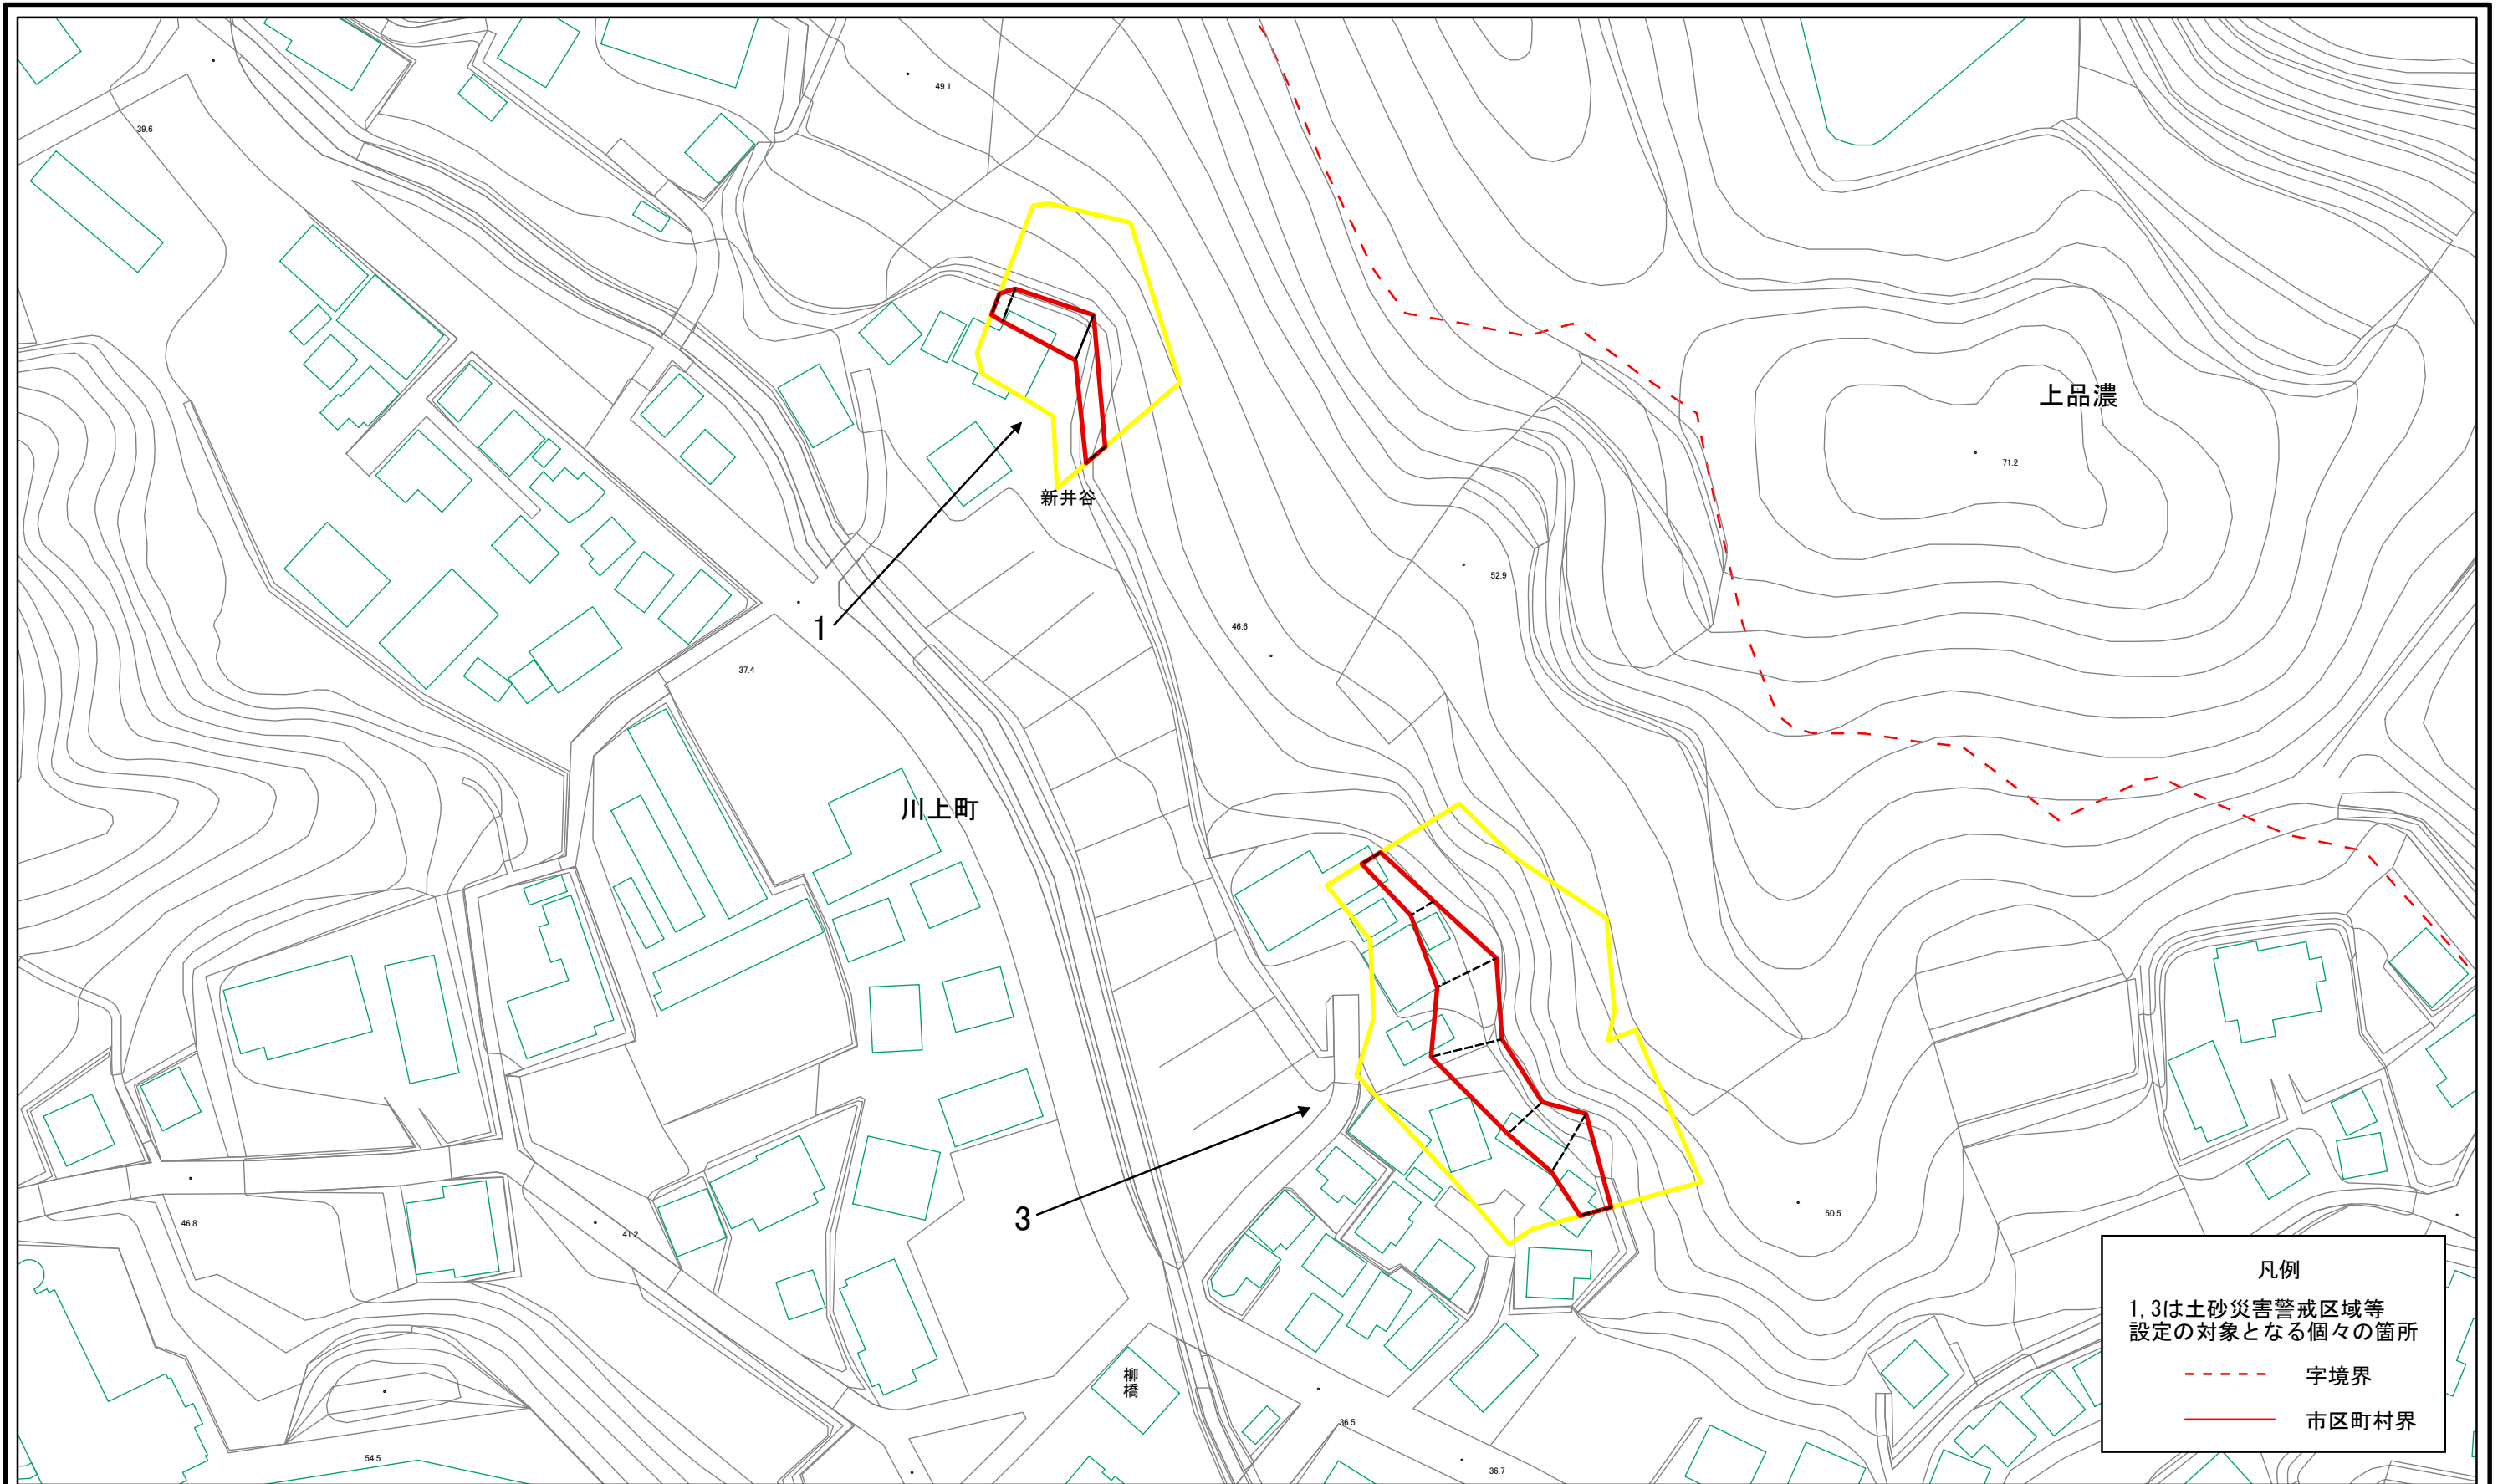 49.1
39.6
上品濃
71.2
新井谷
52.9
1
46.6
37.4
川上町
3
50.5
46.8
41.2
凡例
1,3は土砂災害警戒区域等
設定の対象となる個々の箇所
字境界
市区町村界
柳橋
36.5
54.5
36.7